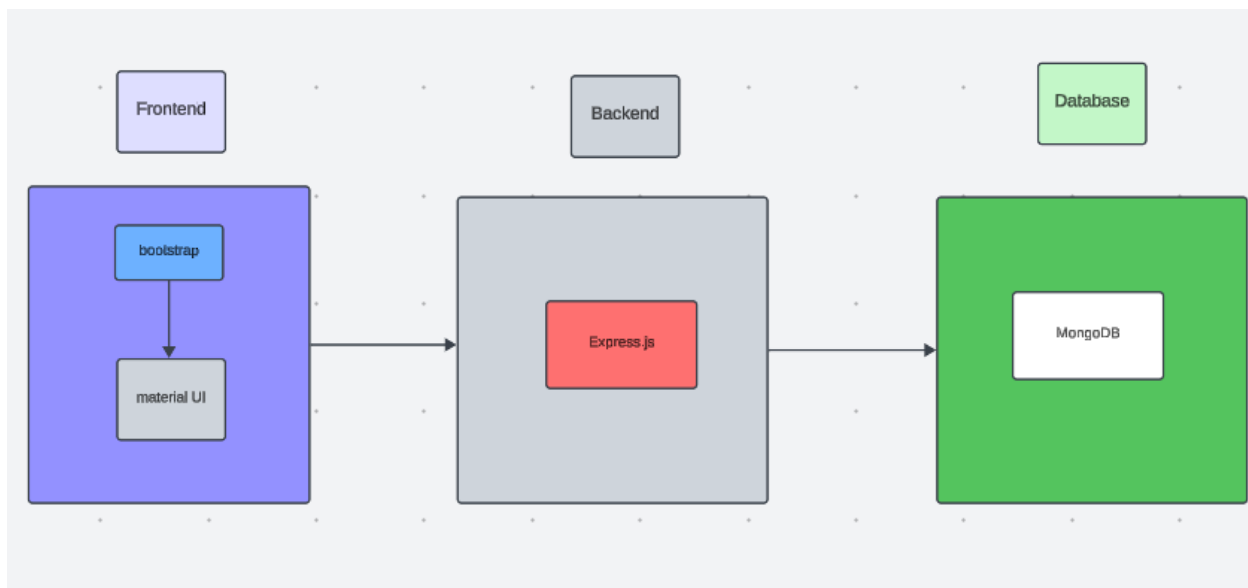 Frontend
Backend
Database
bootstrap
material UI
Express.js
MongoDB